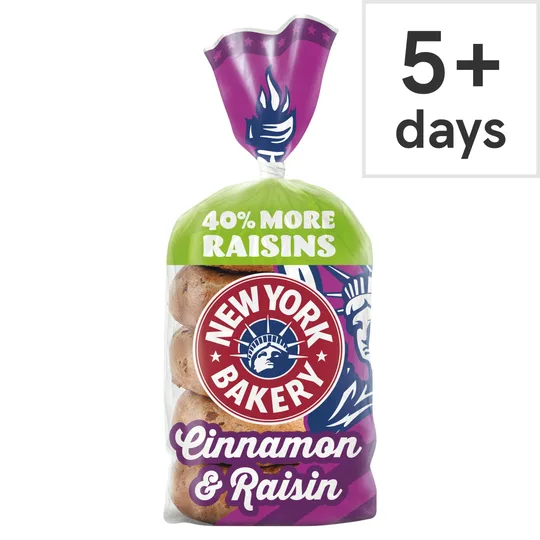 5+
days
40% MORE
RAISINS
NEW YORK
BAKERY
Cinnamon
& Raisin